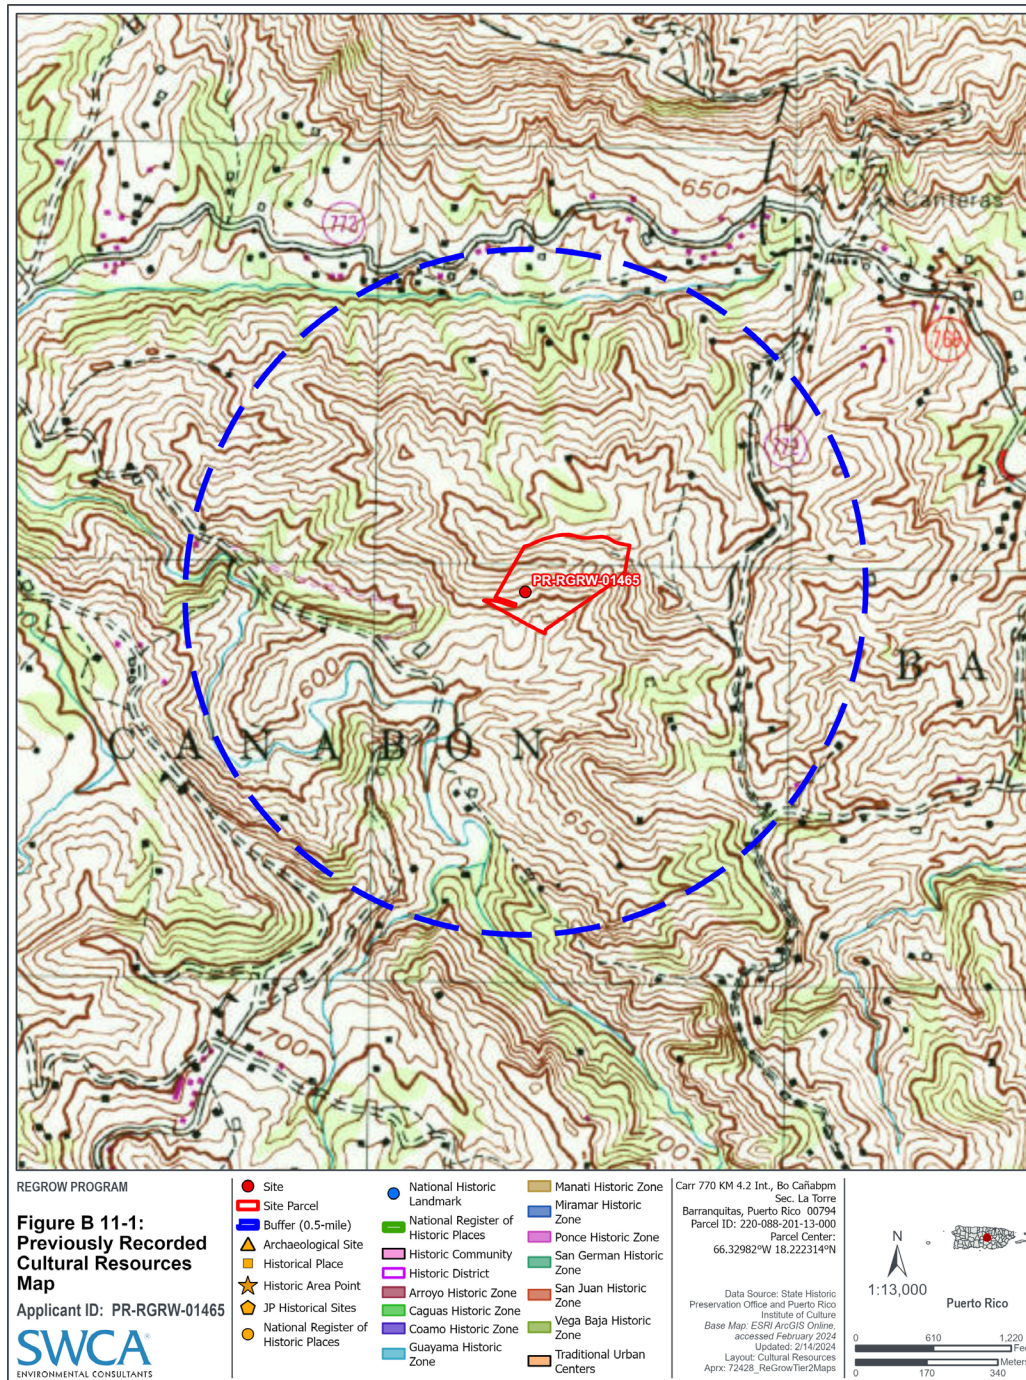 650
Canteras
772
768
772
PR-RGRW-01465
700
B A
600
C A N A B O N
650
700
700
REGROW PROGRAM
Figure B 11-1:
Previously Recorded
Cultural Resources
Map
Applicant ID: PR-RGRW-01465
SWCA
ENVIRONMENTAL CONSULTANTS
Site
Site Parcel
Buffer (0.5-mile)
Archaeological Site
Historical Place
Historic Area Point
JP Historical Sites
National Register of
Historic Places
National Historic
Landmark
National Register of
Historic Places
Historic Community
Historic District
Arroyo Historic Zone
Caguas Historic Zone
Coamo Historic Zone
Guayama Historic
Zone
Manati Historic Zone
Miramar Historic
Zone
Ponce Historic Zone
San German Historic
Zone
San Juan Historic
Zone
Vega Baja Historic
Zone
Traditional Urban
Centers
Carr 770 KM 4.2 Int., Bo Cañabpm
Sec. La Torre
Barranquitas, Puerto Rico 00794
Parcel ID: 220-088-201-13-000
Parcel Center:
66.32982°W 18.222314°N
Data Source: State Historic
Preservation Office and Puerto Rico
Institute of Culture
Base Map: ESRI ArcGIS Online,
accessed February 2024
Updated: 2/14/2024
Layout: Cultural Resources
Aprx: 72428_ReGrowTier2Maps
N
1:13,000
Puerto Rico
0 610 1,220
Fee
Meters
0 170 340